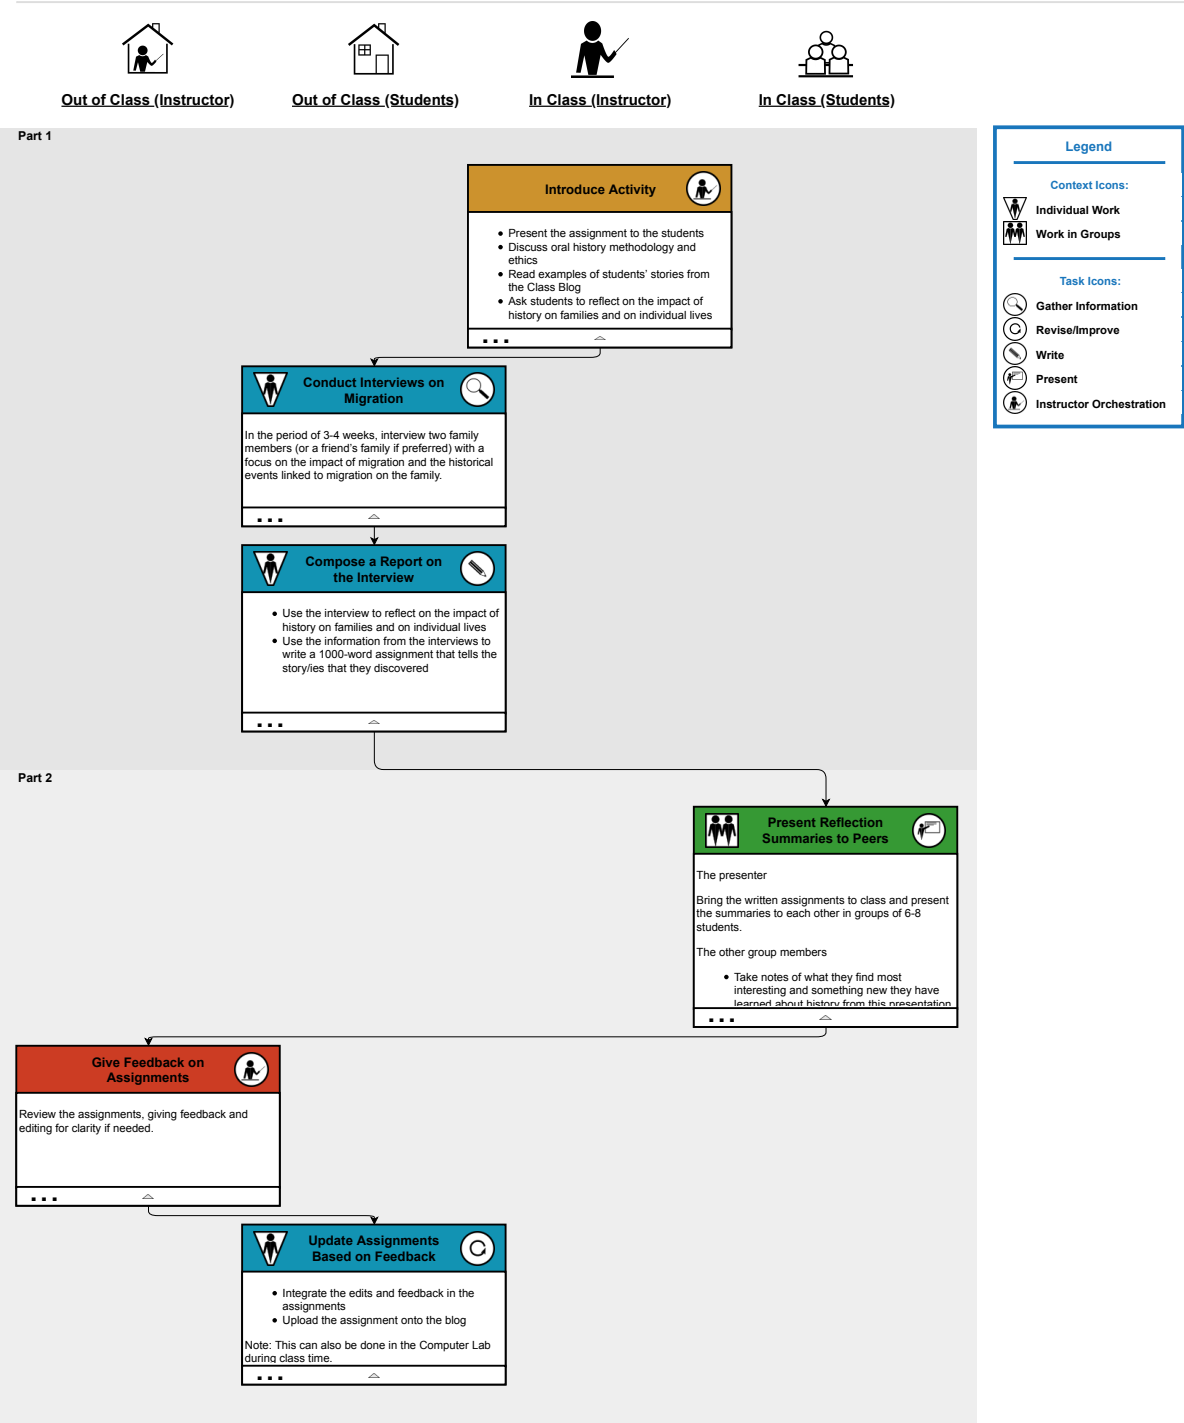 Out of Class (Instructor)
Out of Class (Students)
In Class (Instructor)
In Class (Students)
Part 1
Introduce Activity
Present the assignment to the students
Discuss oral history methodology and
ethics
Read examples of students' stories from
the Class Blog
Ask students to reflect on the impact of
history on families and on individual lives
Conduct Interviews on
Migration
In the period of 3-4 weeks, interview two family
members (or a friend's family if preferred) with a
focus on the impact of migration and the historical
events linked to migration on the family.
Compose a Report on
the Interview
Use the interview to reflect on the impact of
history on families and on individual lives
Use the information from the interviews to
write a 1000-word assignment that tells the
story/ies that they discovered
Part 2
Present Reflection
Summaries to Peers
The presenter
Bring the written assignments to class and present
the summaries to each other in groups of 6-8
students.
The other group members
Take notes of what they find most
interesting and something new they have
learned about history from this presentation
Give Feedback on
Assignments
Review the assignments, giving feedback and
editing for clarity if needed.
Update Assignments
Based on Feedback
Integrate the edits and feedback in the
assignments
Upload the assignment onto the blog
Note: This can also be done in the Computer Lab
during class time.
Legend
Context Icons:
Individual Work
Work in Groups
Task Icons:
Gather Information
Revise/Improve
Write
Present
Instructor Orchestration